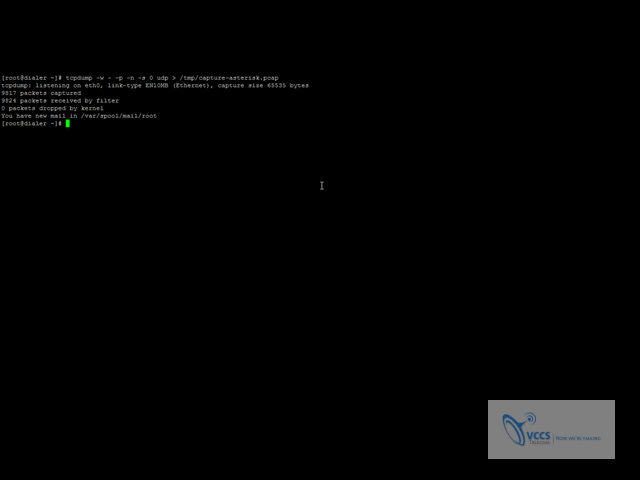 [root@dialer ~]# tcpdump -w - -p -n -s 0 udp > /tmp/capture-asterisk.pcap
tcpdump: listening on eth0, link-type EN10MB (Ethernet), capture size 65535 bytes
9817 packets captured
9824 packets received by filter
0 packets dropped by kernel
You have new mail in /var/spool/mail/root
[root@dialer ~]#
VCCS